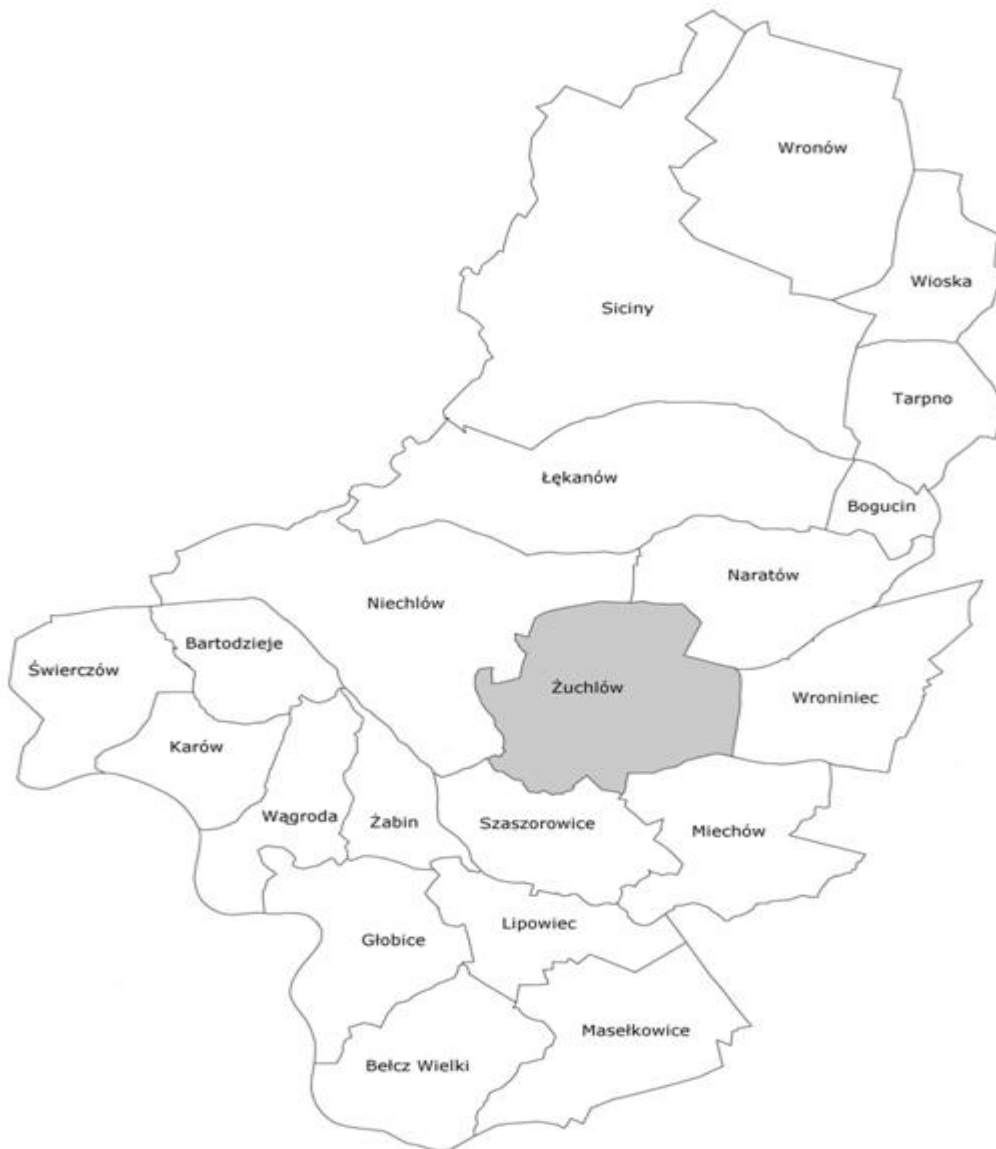 Wronów
Wioska
Siciny
Tarpno
Łękanów
Bogucin
Naratów
Niechlów
Bartodzieje
Świerczów
Żuchlów
Wroniniec
Karów
Wągroda
Żabin
Szaszorowice
Miechów
Lipowiec
Głobice
Masełkowice
Bełcz Wielki